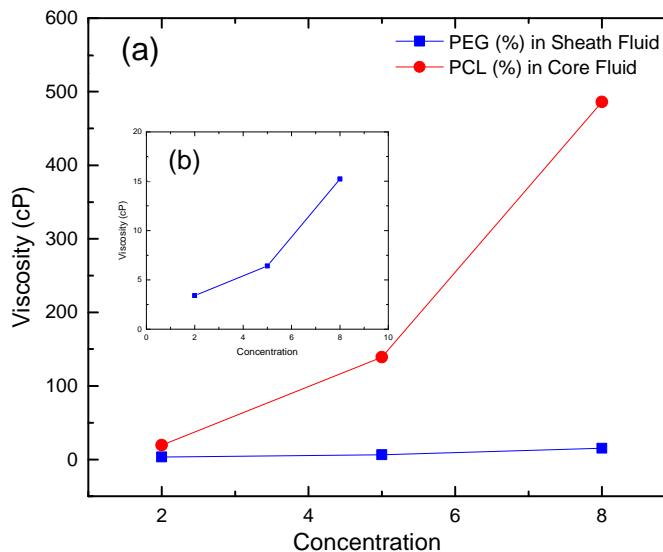 (a)
PEG (%) in Sheath Fluid
PCL (%) in Core Fluid
600
500
400
300
200
100
0
Viscosity (cP)
2
4
6
8
Concentration
(b)
20
15
10
5
0
Viscosity (cP)
0
2
4
6
8
10
Concentration